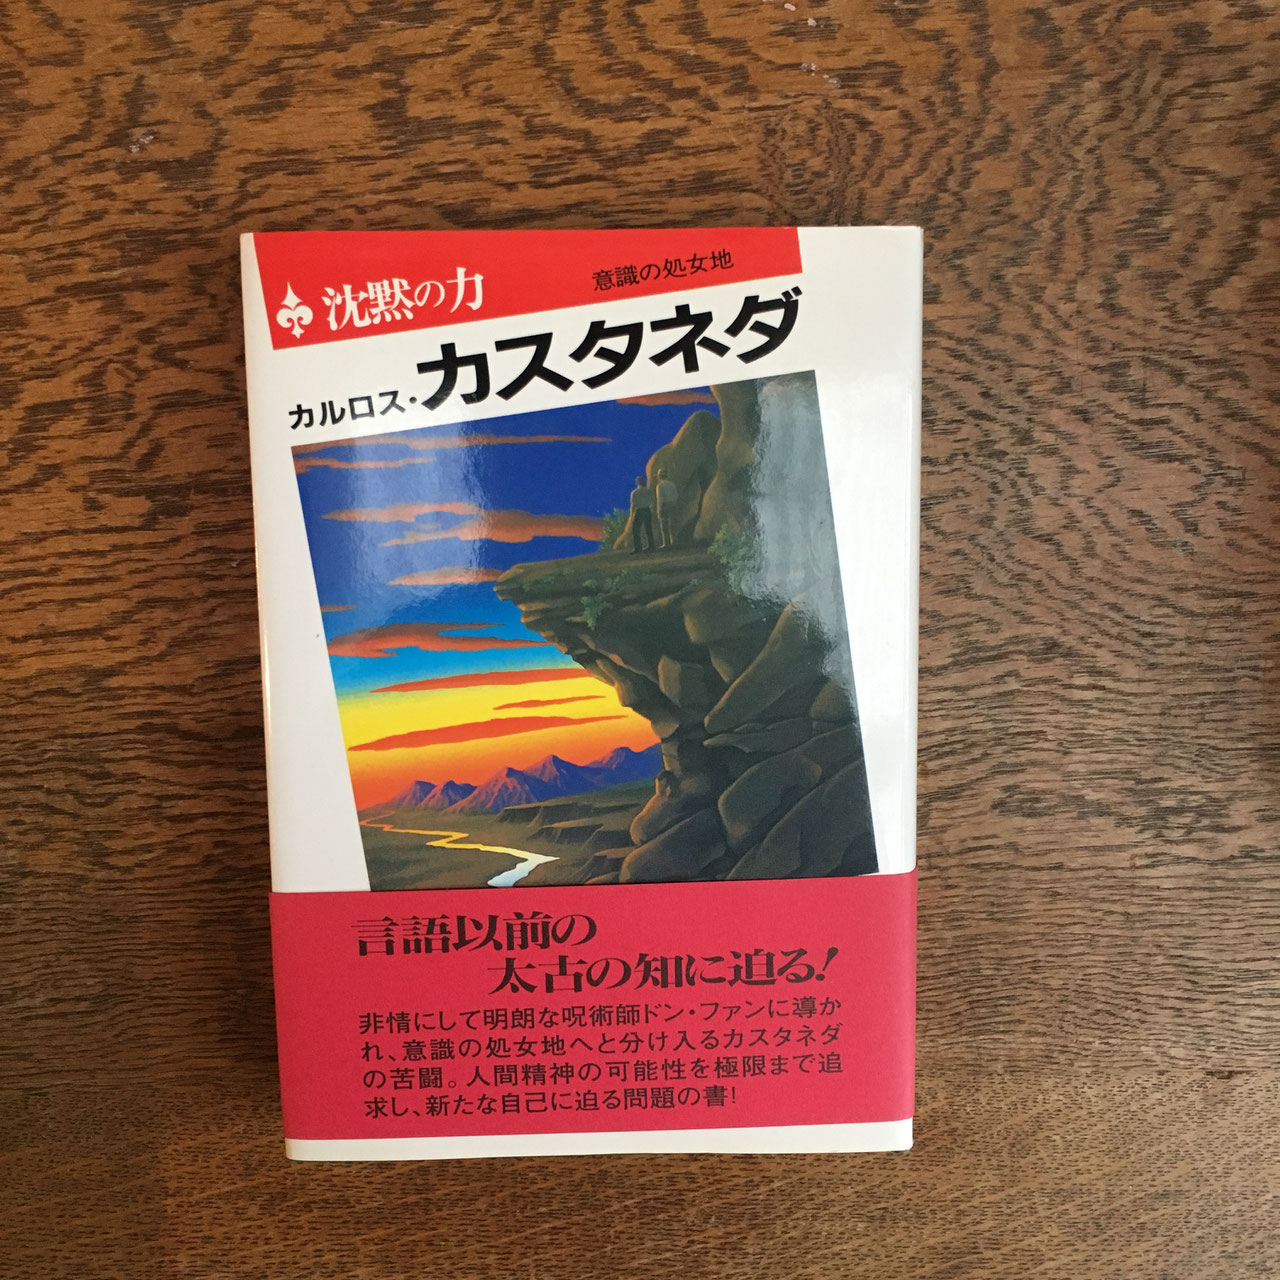 沈黙の力
意識の処女地
カルロス・カスタネダ
言語以前の
太古の知に迫る!
非情にして明朗な呪術師ドン・ファンに導か
れ、意識の処女地へと分け入るカスタネダ
の苦闘。人間精神の可能性を極限まで追
求し、新たな自己に迫る問題の書!